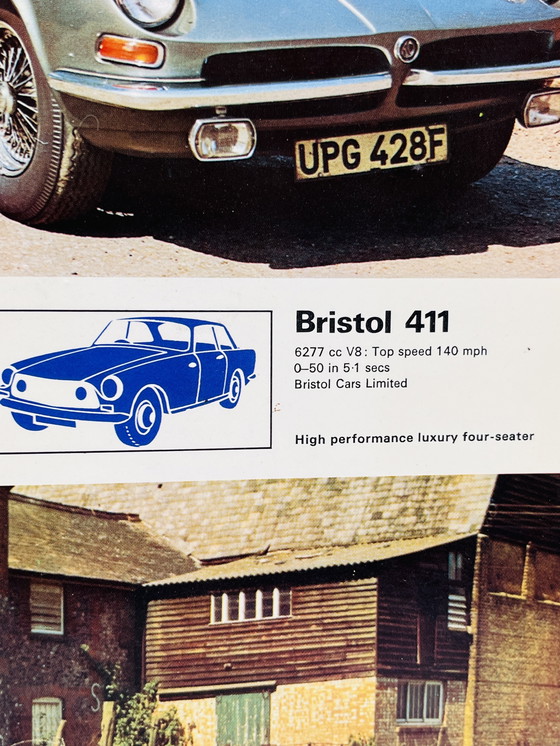 UPG 428F
Bristol 411
6277 cc V8: Top speed 140 mph
0–50 in 5·1 secs
Bristol Cars Limited
High performance luxury four-seater
S